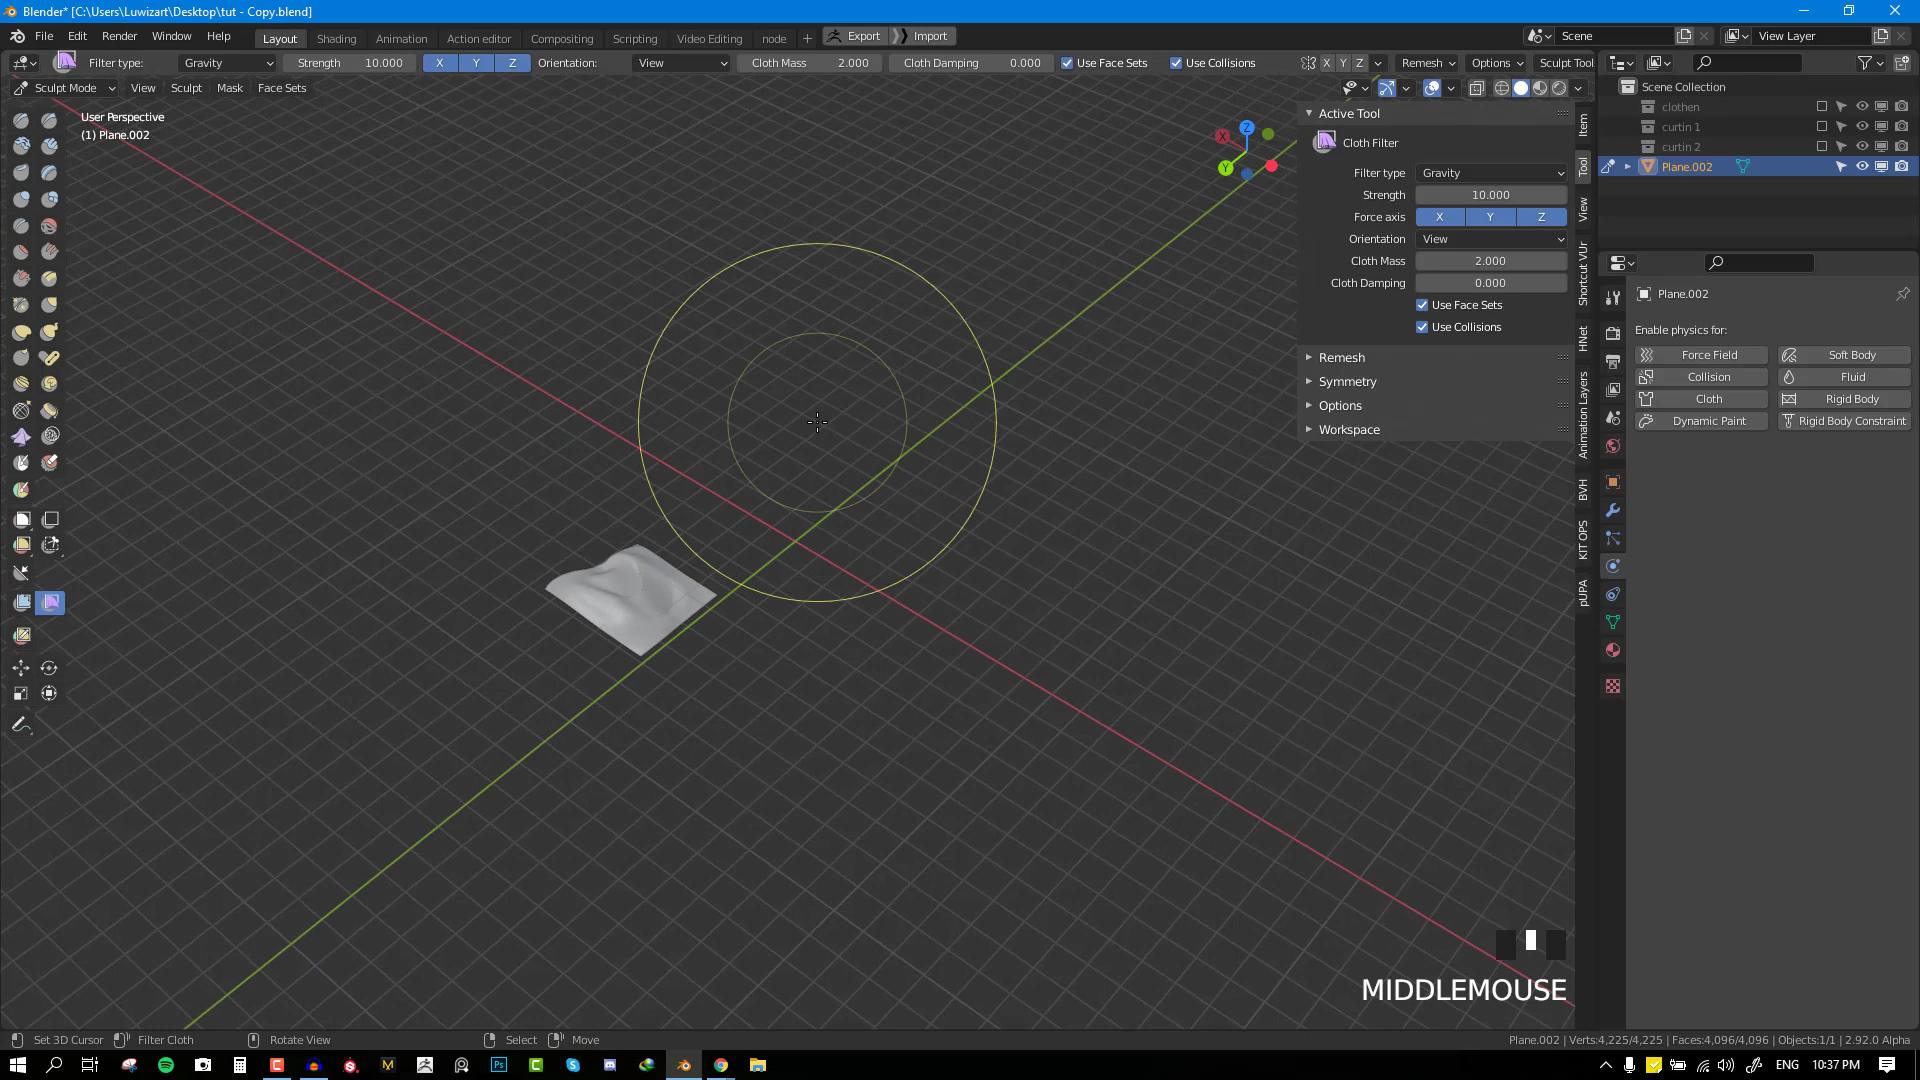 Blender* [C:\Users\Luwizart\Desktop\tut - Copy.blend]
File Edit Render Window Help Layout Shading Animation Action editor Compositing Scripting Video Editing node + Export Import Scene View Layer
Filter type: Gravity Strength 10.000 X Y Z Orientation: View Cloth Mass 2.000 Cloth Damping 0.000 Use Face Sets Use Collisions X Y Z Remesh Options Sculpt Tool
Sculpt Mode View Sculpt Mask Face Sets
User Perspective
(1) Plane.002
Z
X
Y
Active Tool
Cloth Filter
Filter type Gravity
Strength 10.000
Force axis X Y Z
Orientation View
Cloth Mass 2.000
Cloth Damping 0.000
Use Face Sets
Use Collisions
Remesh
Symmetry
Options
Workspace
Item
Tool
View
Shortcut VUr
HNet
Animation Layers
BVH
KIT OPS
pUPA
Scene Collection
clothen
curtin 1
curtin 2
Plane.002
Plane.002
Enable physics for:
Force Field Soft Body
Collision Fluid
Cloth Rigid Body
Dynamic Paint Rigid Body Constraint
MIDDLEMOUSE
Set 3D Cursor Filter Cloth Rotate View Select Move Plane.002 | Verts:4,225/4,225 | Faces:4,096/4,096 | Objects:1/1 | 2.92.0 Alpha
ENG 10:37 PM